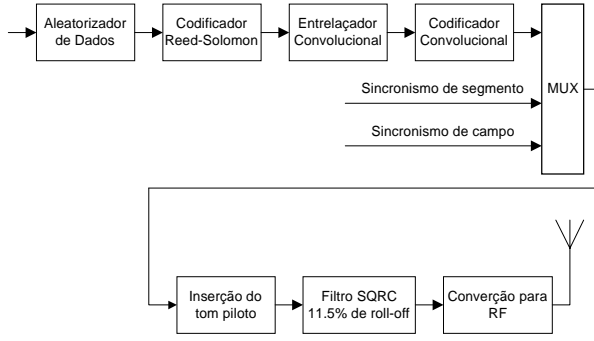 Aleatorizador
de Dados
Codificador
Reed-Solomon
Entrelaçador
Convolucional
Codificador
Convolucional
MUX
Sincronismo de segmento
Sincronismo de campo
Inserção do
tom piloto
Filtro SQRC
11.5% de roll-off
Converção para
RF